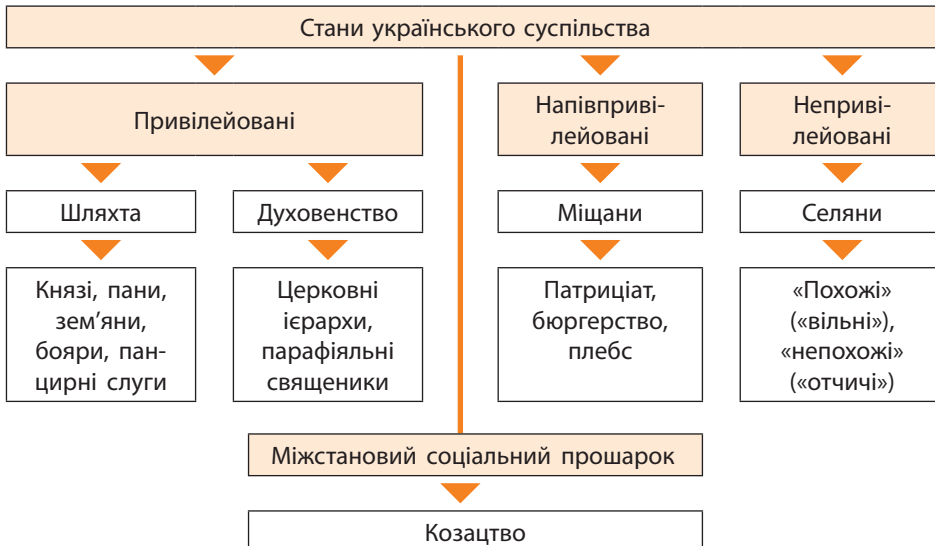 Стани українського суспільства
Привілейовані
Напівприві-
лейовані
Неприві-
лейовані
Шляхта
Духовенство
Міщани
Селяни
Князі, пани,
зем’яни,
бояри, пан-
цирні слуги
Церковні
ієрархи,
парафіяльні
священики
Патриціат,
бюргерство,
плебс
«Похожі»
(«вільні»),
«непохожі»
(«отчичі»)
Міжстановий соціальний прошарок
Козацтво